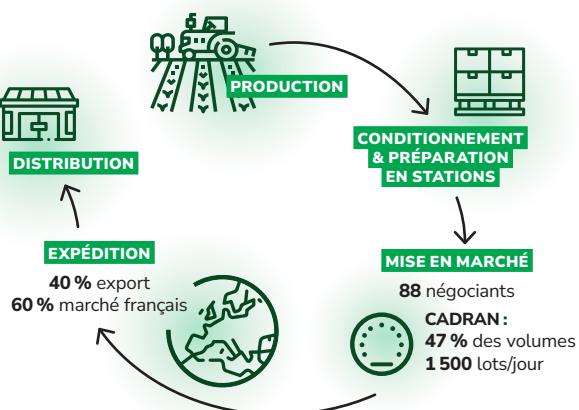 PRODUCTION
CONDITIONNEMENT
& PRÉPARATION
EN STATIONS
MISE EN MARCHÉ
88 négociants
CADRAN :
47 % des volumes
1 500 lots/jour
EXPÉDITION
40 % export
60 % marché français
DISTRIBUTION